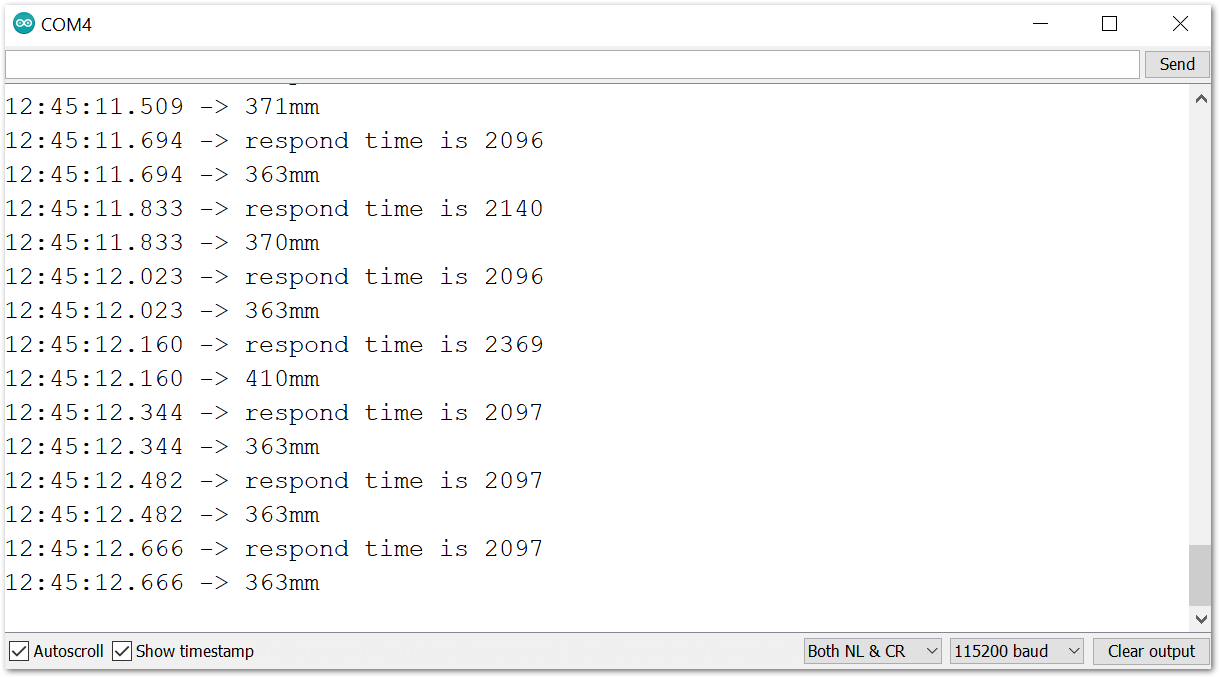 COM4
Send
12:45:11.509 -> 371mm
12:45:11.694 -> respond time is 2096
12:45:11.694 -> 363mm
12:45:11.833 -> respond time is 2140
12:45:11.833 -> 370mm
12:45:12.023 -> respond time is 2096
12:45:12.023 -> 363mm
12:45:12.160 -> respond time is 2369
12:45:12.160 -> 410mm
12:45:12.344 -> respond time is 2097
12:45:12.344 -> 363mm
12:45:12.482 -> respond time is 2097
12:45:12.482 -> 363mm
12:45:12.666 -> respond time is 2097
12:45:12.666 -> 363mm
Autoscroll Show timestamp Both NL & CR 115200 baud Clear output